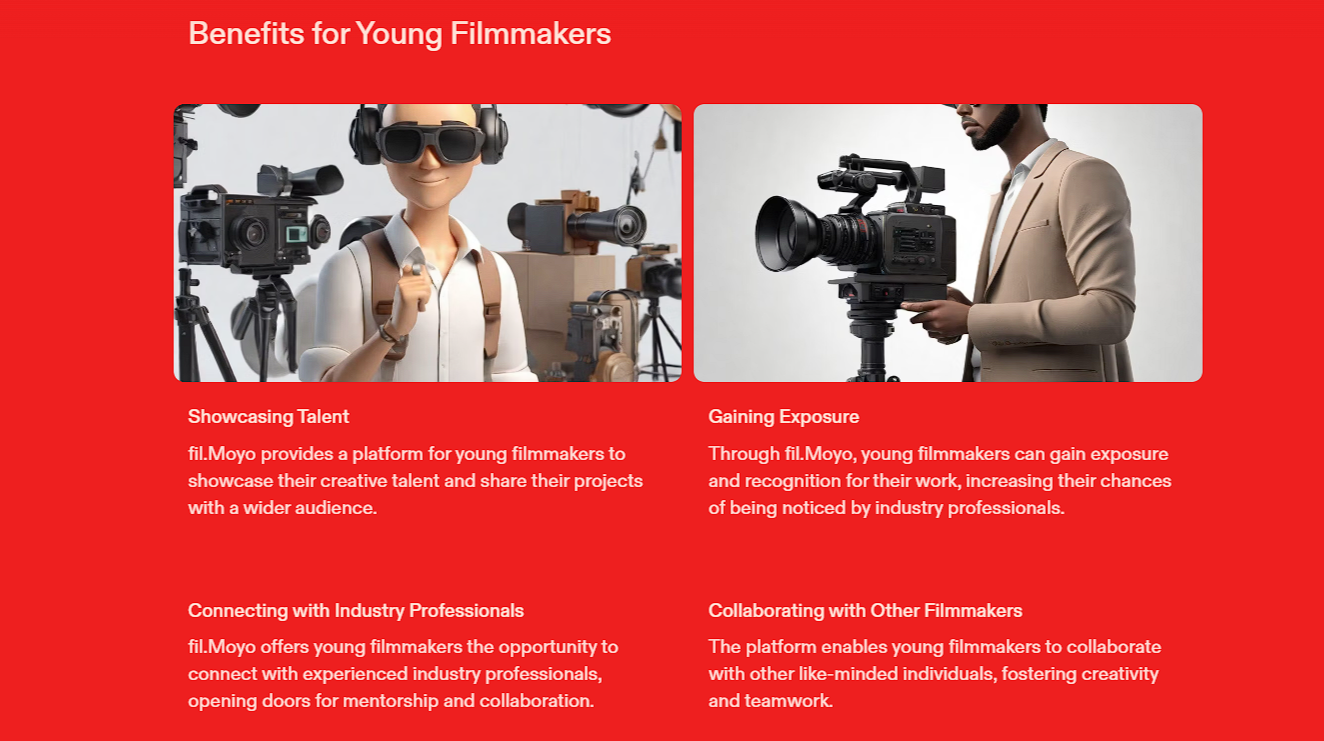 Benefits for Young Filmmakers
Showcasing Talent
fil.Moyo provides a platform for young filmmakers to
showcase their creative talent and share their projects
with a wider audience.
Gaining Exposure
Through fil.Moyo, young filmmakers can gain exposure
and recognition for their work, increasing their chances
of being noticed by industry professionals.
Connecting with Industry Professionals
fil.Moyo offers young filmmakers the opportunity to
connect with experienced industry professionals,
opening doors for mentorship and collaboration.
Collaborating with Other Filmmakers
The platform enables young filmmakers to collaborate
with other like-minded individuals, fostering creativity
and teamwork.